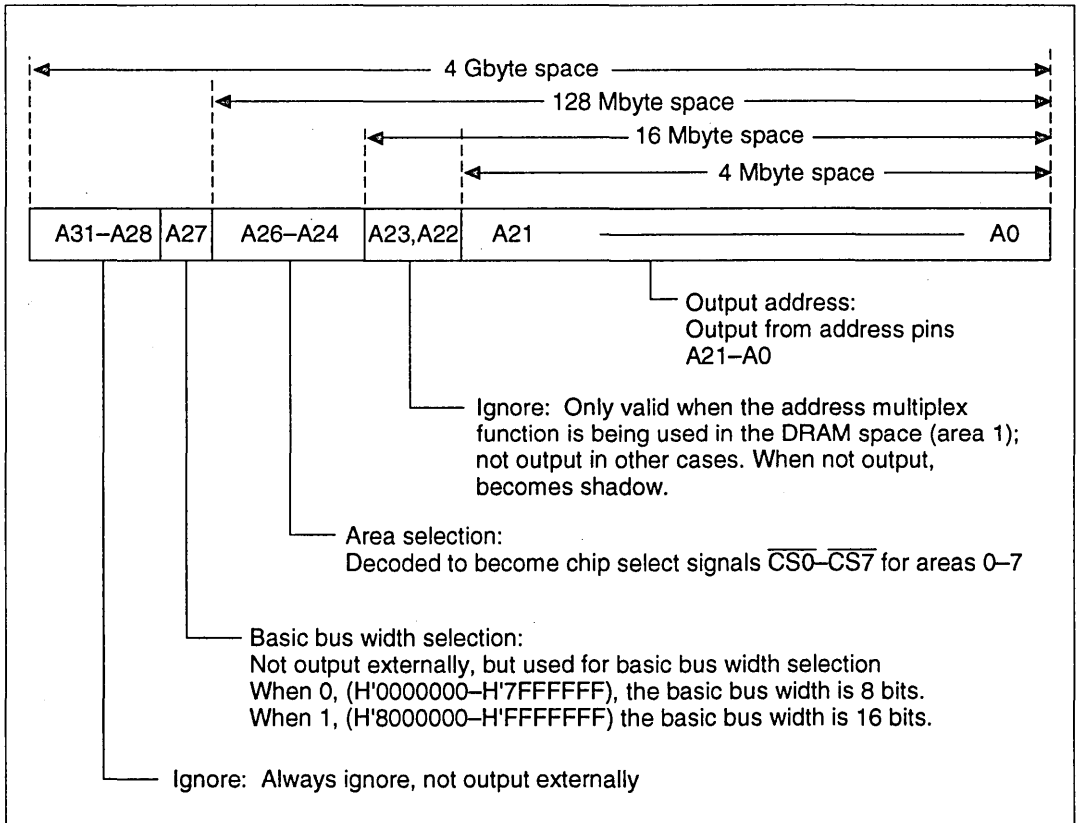 4 Gbyte space
128 Mbyte space
16 Mbyte space
4 Mbyte space
A31–A28 A27 A26–A24 A23,A22 A21 A0
Output address:
Output from address pins
A21–A0
Ignore: Only valid when the address multiplex
function is being used in the DRAM space (area 1);
not output in other cases. When not output,
becomes shadow.
Area selection:
Decoded to become chip select signals C̅S̅0̅–C̅S̅7̅ for areas 0–7
Basic bus width selection:
Not output externally, but used for basic bus width selection
When 0, (H'0000000–H'7FFFFFF), the basic bus width is 8 bits.
When 1, (H'8000000–H'FFFFFFF) the basic bus width is 16 bits.
Ignore: Always ignore, not output externally